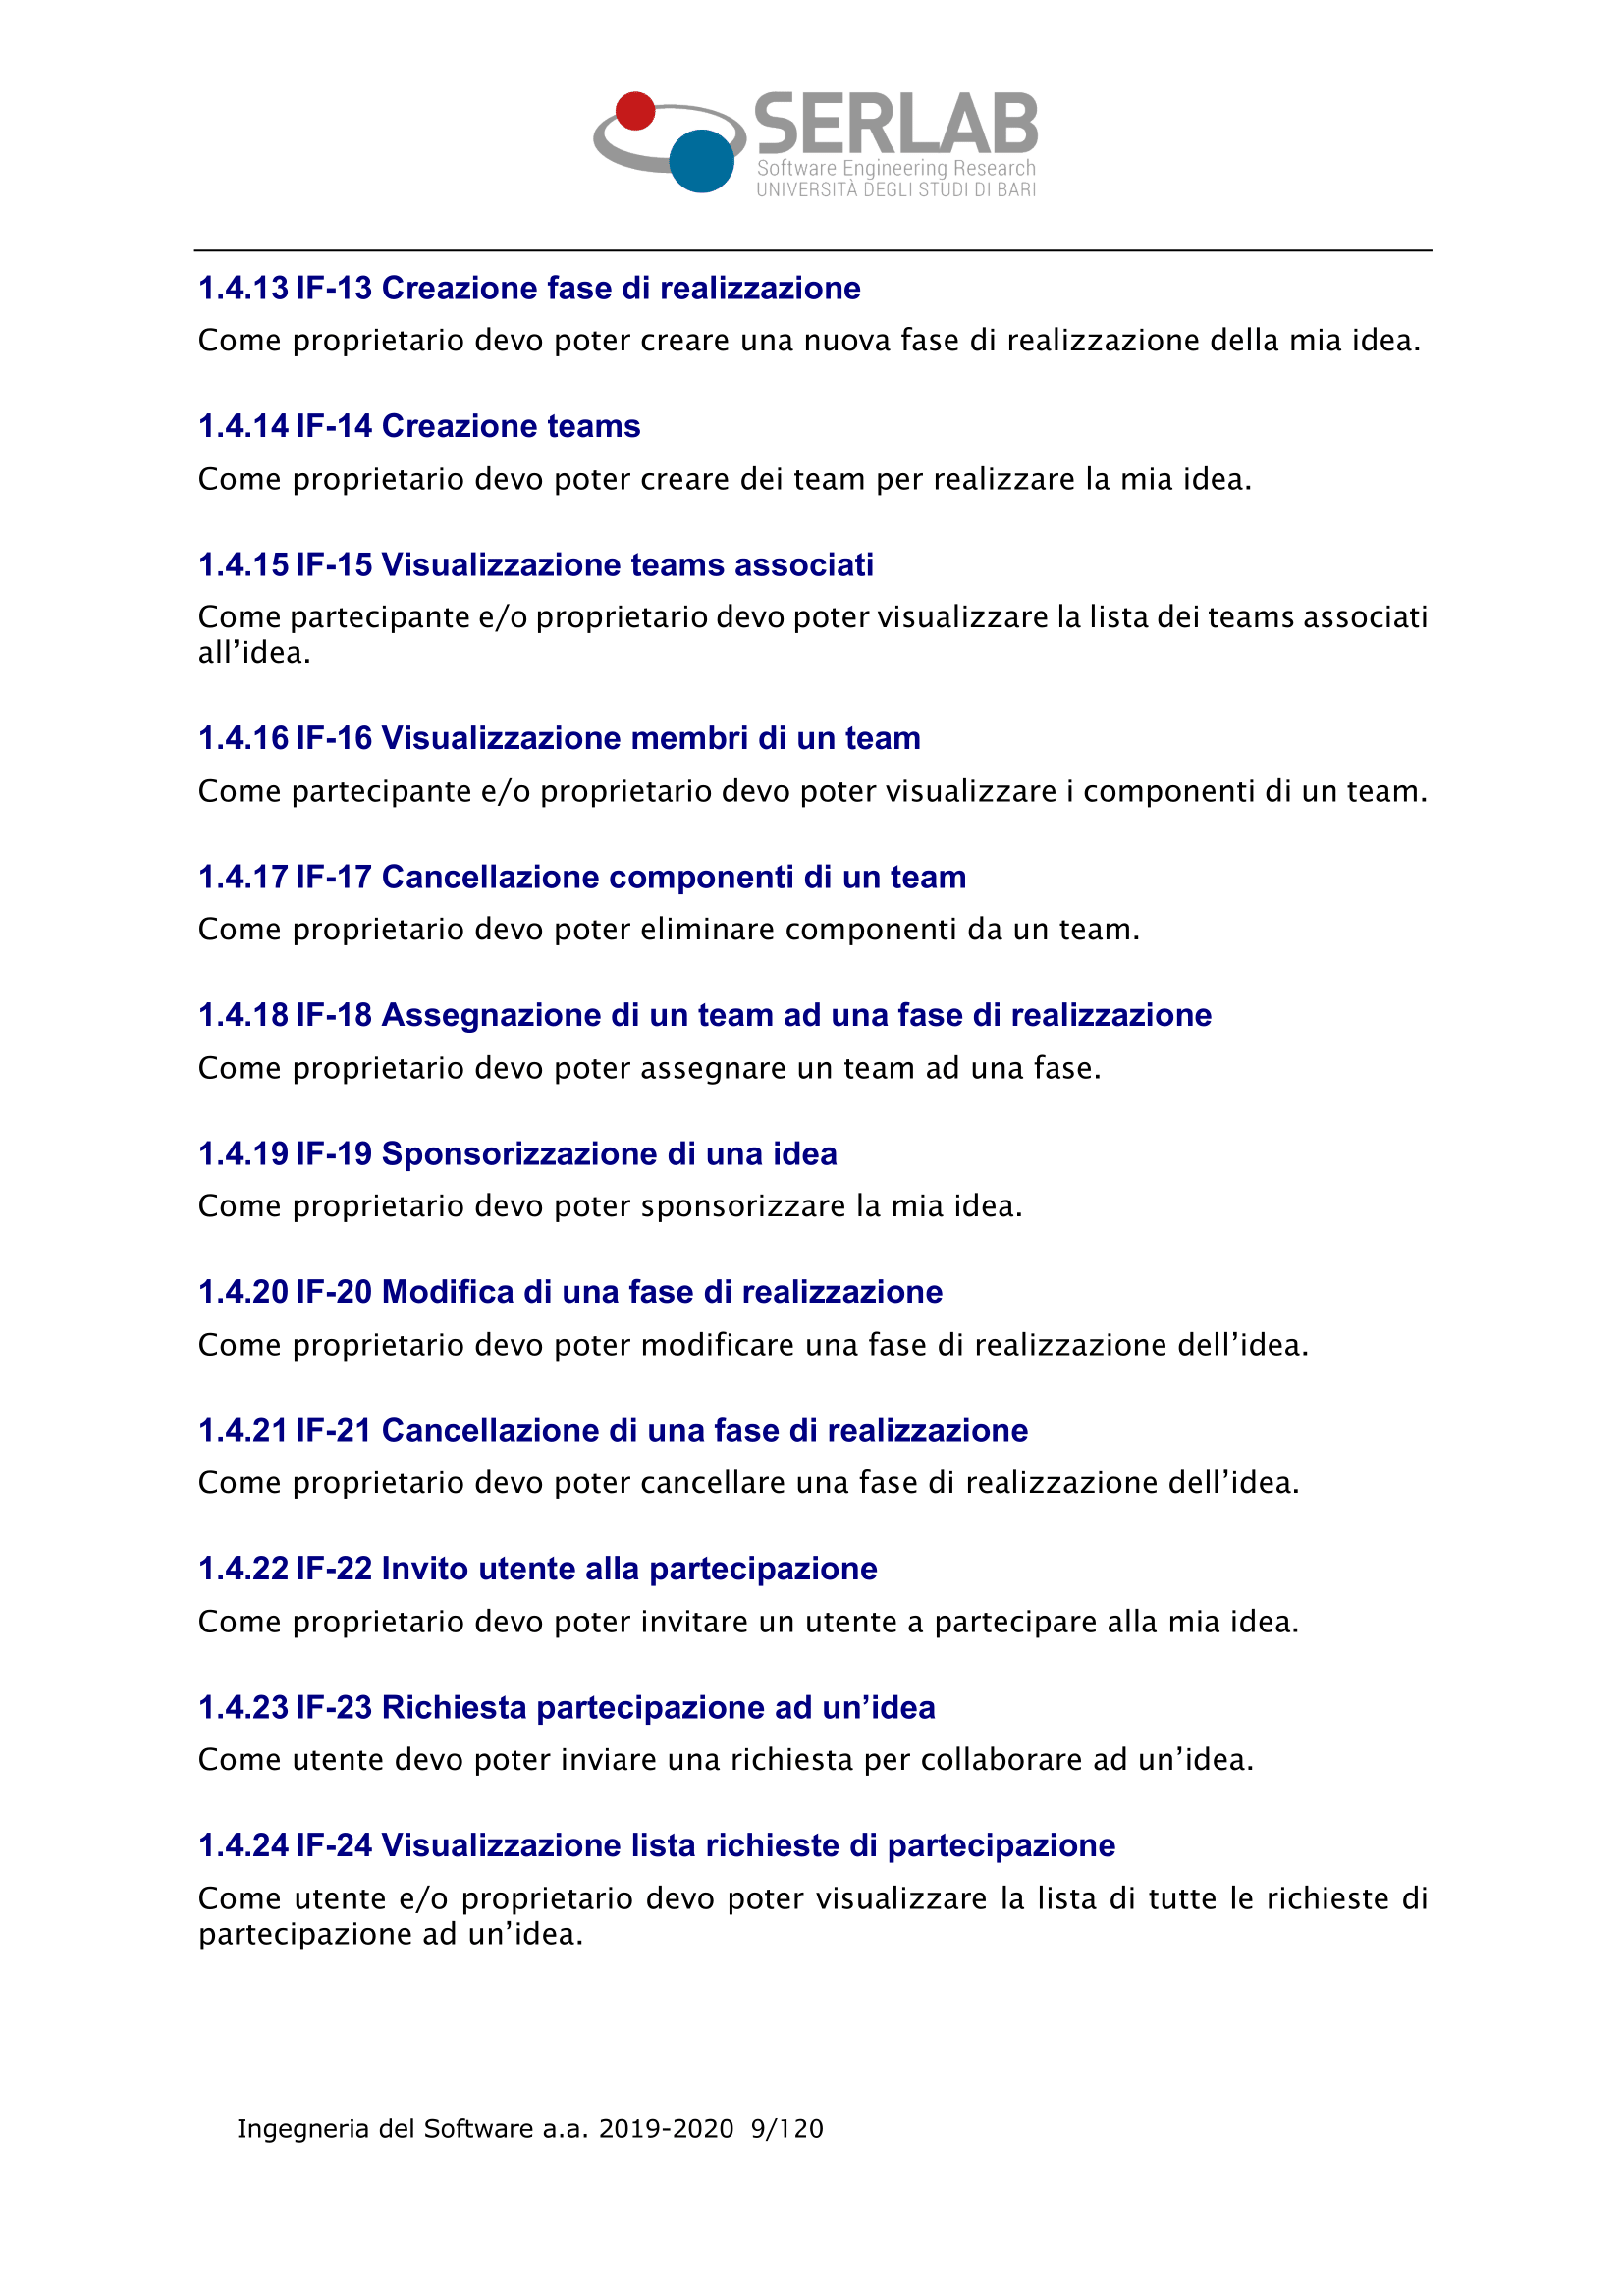 SERLAB
Software Engineering Research
UNIVERSITÀ DEGLI STUDI DI BARI
1.4.13 IF-13 Creazione fase di realizzazione
Come proprietario devo poter creare una nuova fase di realizzazione della mia idea.
1.4.14 IF-14 Creazione teams
Come proprietario devo poter creare dei team per realizzare la mia idea.
1.4.15 IF-15 Visualizzazione teams associati
Come partecipante e/o proprietario devo poter visualizzare la lista dei teams associati
all’idea.
1.4.16 IF-16 Visualizzazione membri di un team
Come partecipante e/o proprietario devo poter visualizzare i componenti di un team.
1.4.17 IF-17 Cancellazione componenti di un team
Come proprietario devo poter eliminare componenti da un team.
1.4.18 IF-18 Assegnazione di un team ad una fase di realizzazione
Come proprietario devo poter assegnare un team ad una fase.
1.4.19 IF-19 Sponsorizzazione di una idea
Come proprietario devo poter sponsorizzare la mia idea.
1.4.20 IF-20 Modifica di una fase di realizzazione
Come proprietario devo poter modificare una fase di realizzazione dell’idea.
1.4.21 IF-21 Cancellazione di una fase di realizzazione
Come proprietario devo poter cancellare una fase di realizzazione dell’idea.
1.4.22 IF-22 Invito utente alla partecipazione
Come proprietario devo poter invitare un utente a partecipare alla mia idea.
1.4.23 IF-23 Richiesta partecipazione ad un’idea
Come utente devo poter inviare una richiesta per collaborare ad un’idea.
1.4.24 IF-24 Visualizzazione lista richieste di partecipazione
Come utente e/o proprietario devo poter visualizzare la lista di tutte le richieste di
partecipazione ad un’idea.
Ingegneria del Software a.a. 2019-2020 9/120